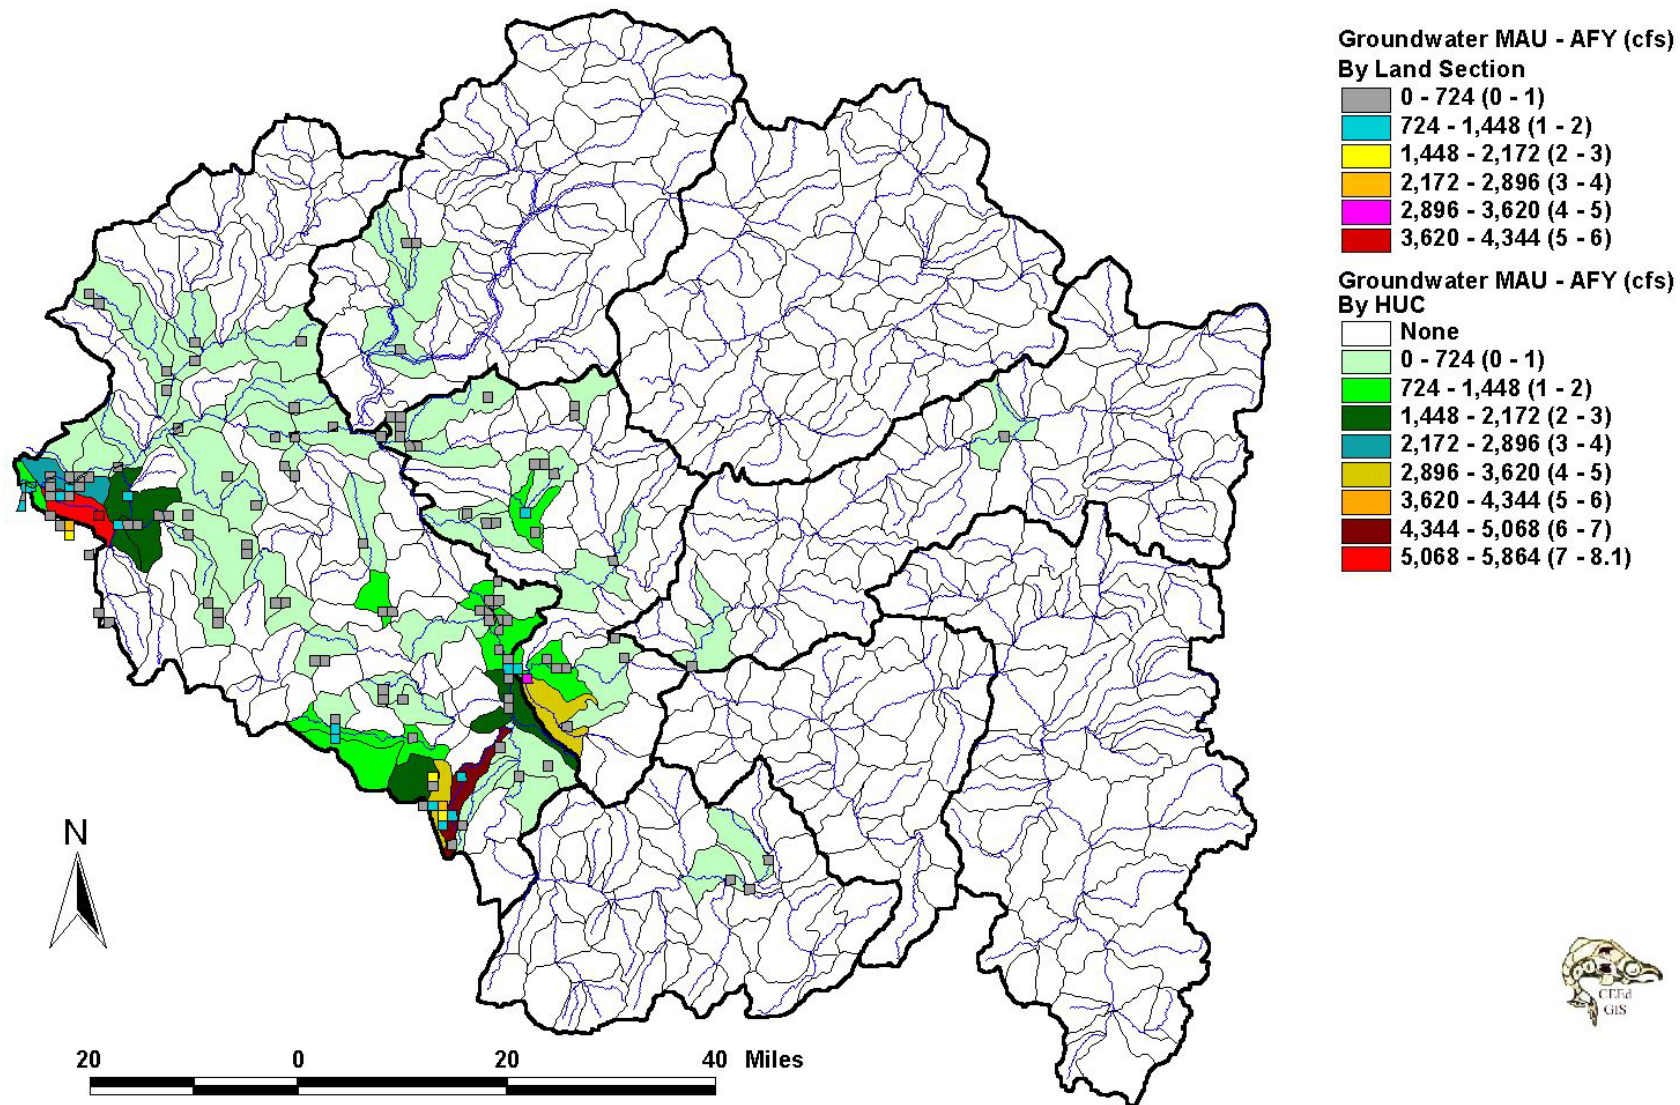 Groundwater MAU - AFY (cfs)
By Land Section
0 - 724 (0 - 1)
724 - 1,448 (1 - 2)
1,448 - 2,172 (2 - 3)
2,172 - 2,896 (3 - 4)
2,896 - 3,620 (4 - 5)
3,620 - 4,344 (5 - 6)
Groundwater MAU - AFY (cfs)
By HUC
None
0 - 724 (0 - 1)
724 - 1,448 (1 - 2)
1,448 - 2,172 (2 - 3)
2,172 - 2,896 (3 - 4)
2,896 - 3,620 (4 - 5)
3,620 - 4,344 (5 - 6)
4,344 - 5,068 (6 - 7)
5,068 - 5,864 (7 - 8.1)
N
GIS
20 0 20 40 Miles